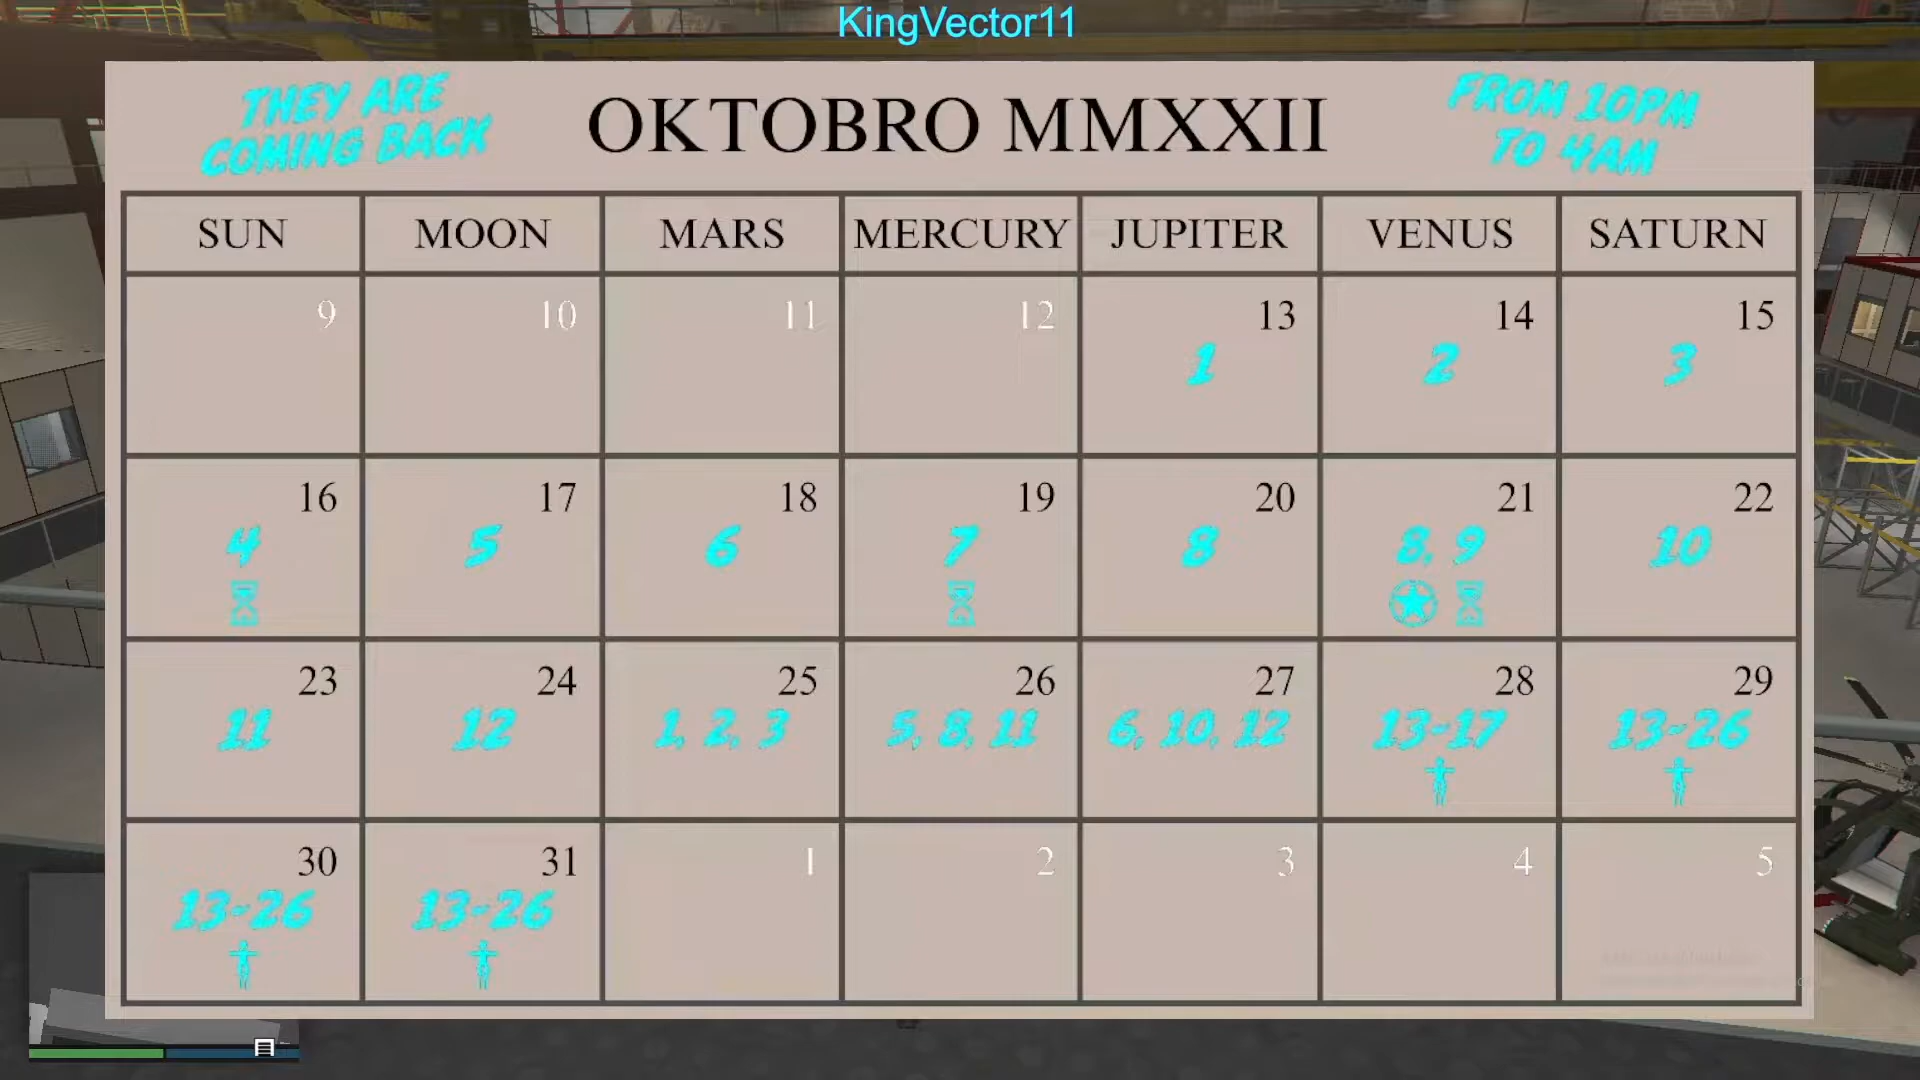 KingVector11
THEY ARE
COMING BACK
OKTOBRO MMXXII
FROM 10PM
TO 4AM
SUN MOON MARS MERCURY JUPITER VENUS SATURN
9 10 11 12 13 14 15
1 2 3
16 17 18 19 20 21 22
4 5 6 7 8 8, 9 10
23 24 25 26 27 28 29
11 12 1, 2, 3 5, 8, 11 6, 10, 12 13-17 13-26
30 31 1 2 3 4 5
13-26 13-26